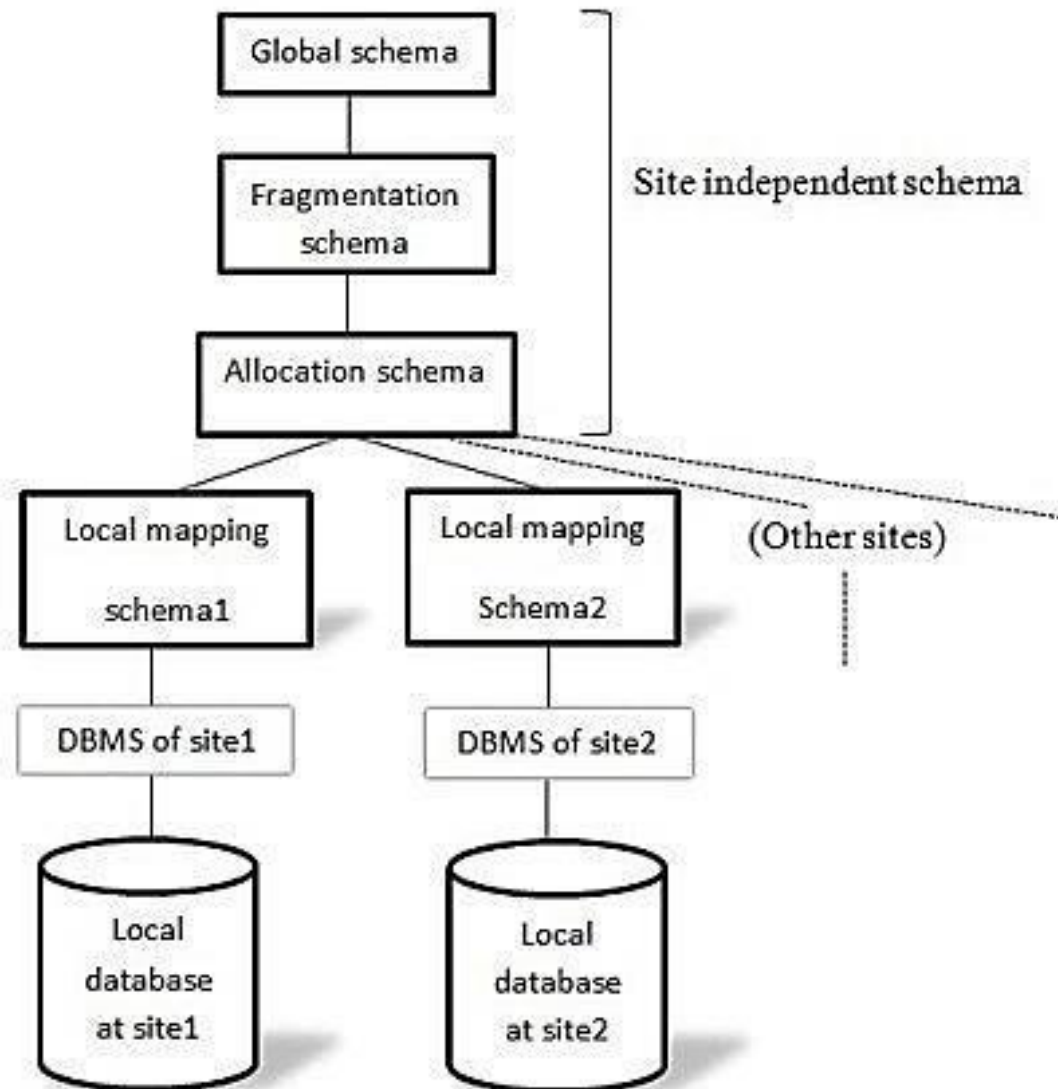 Global schema
Fragmentation
schema
Site independent schema
Allocation schema
Local mapping
schema1
Local mapping
Schema2
(Other sites)
DBMS of site1
DBMS of site2
Local
database
at site1
Local
database
at site2